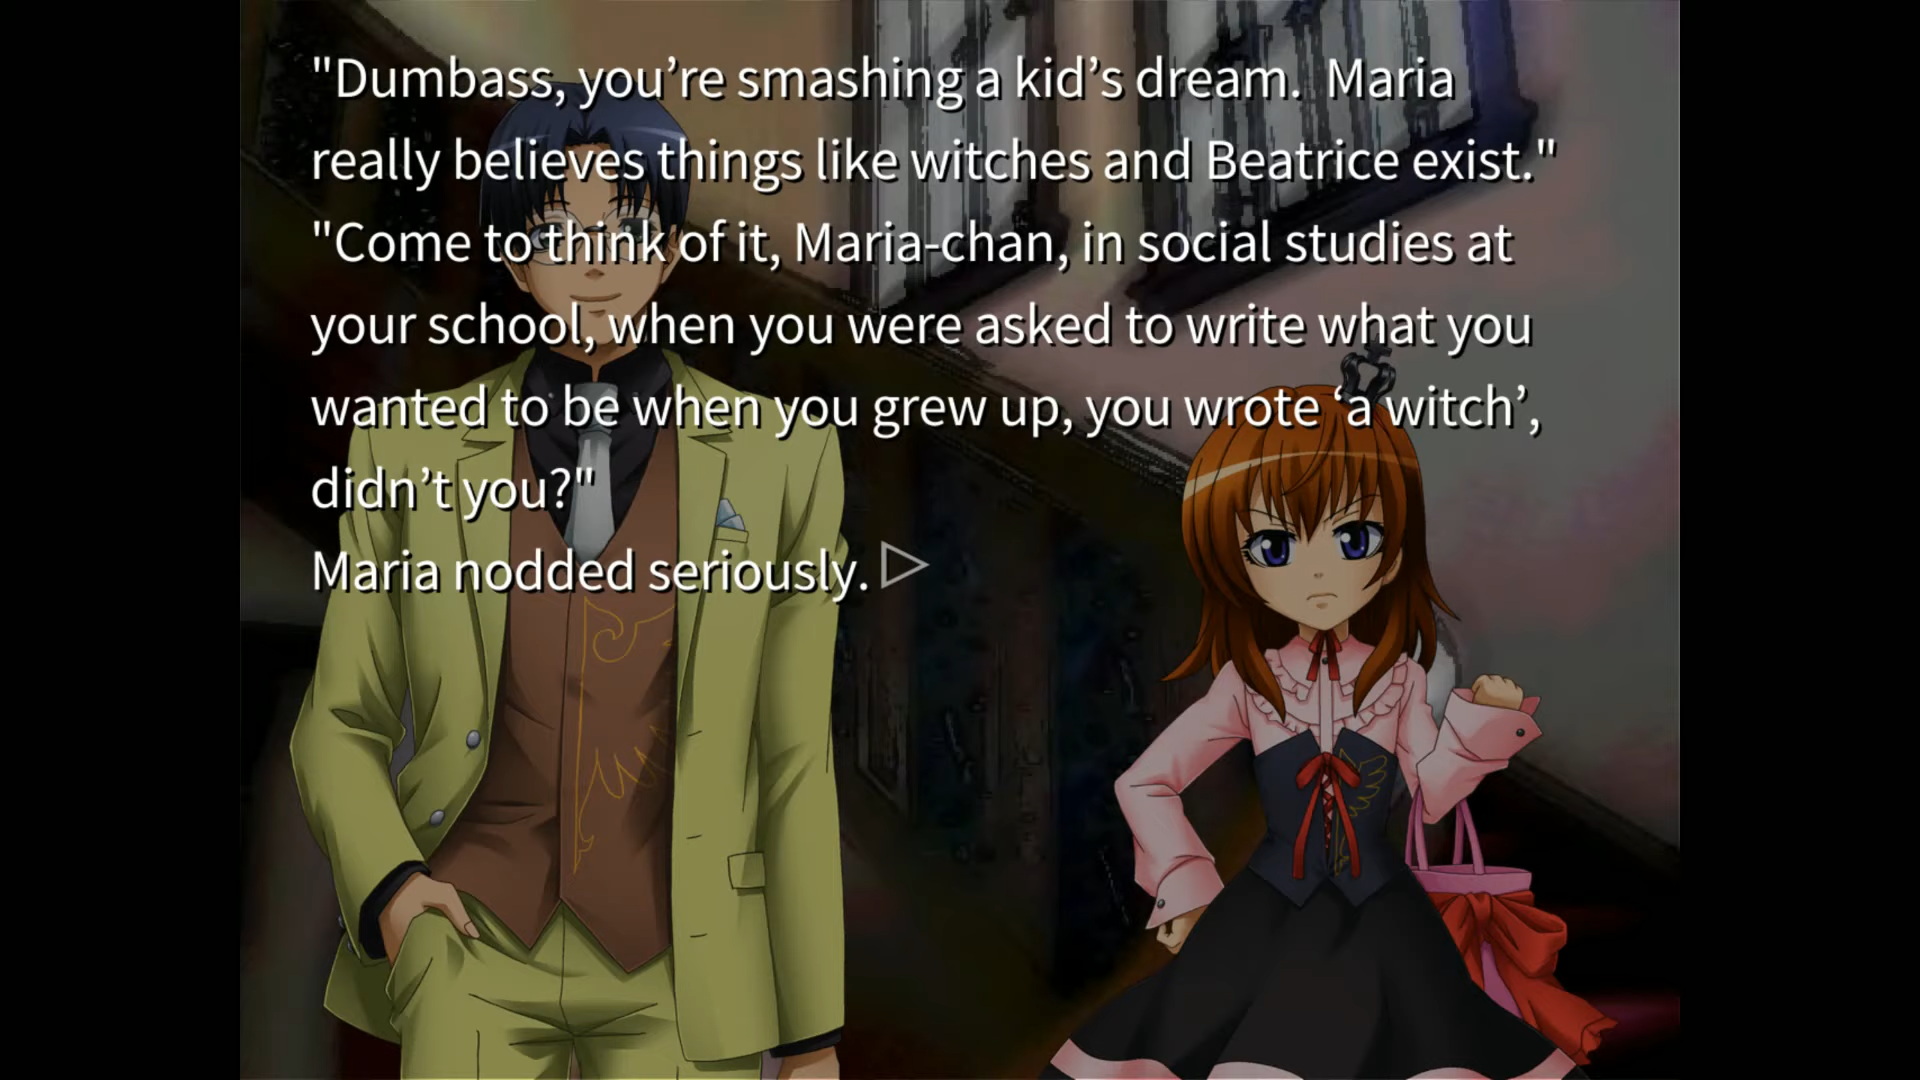 "Dumbass, you’re smashing a kid’s dream.  Maria
really believes things like witches and Beatrice exist."
"Come to think of it, Maria-chan, in social studies at
your school, when you were asked to write what you
wanted to be when you grew up, you wrote ‘a witch’,
didn’t you?"
Maria nodded seriously.